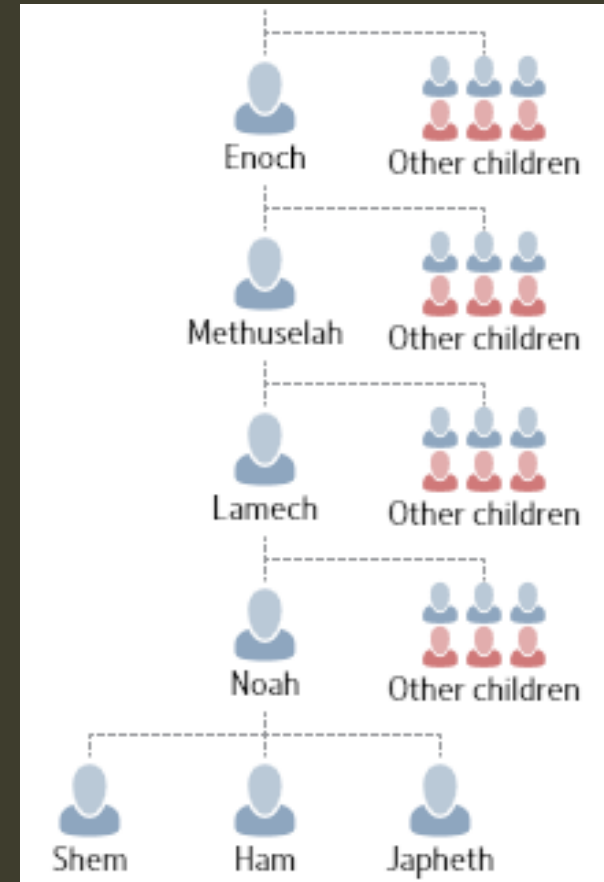 Enoch
Other children
Methuselah
Other children
Lamech
Other children
Noah
Other children
Shem
Ham
Japheth